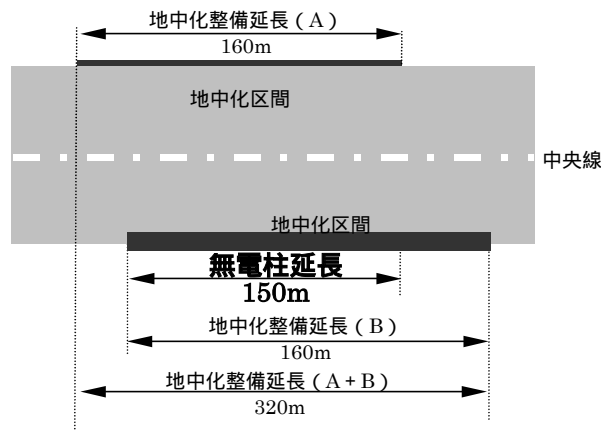 地中化整備延長(A)
160m
地中化区間
中央線
地中化区間
無電柱延長
150m
地中化整備延長(B)
160m
地中化整備延長(A+B)
320m